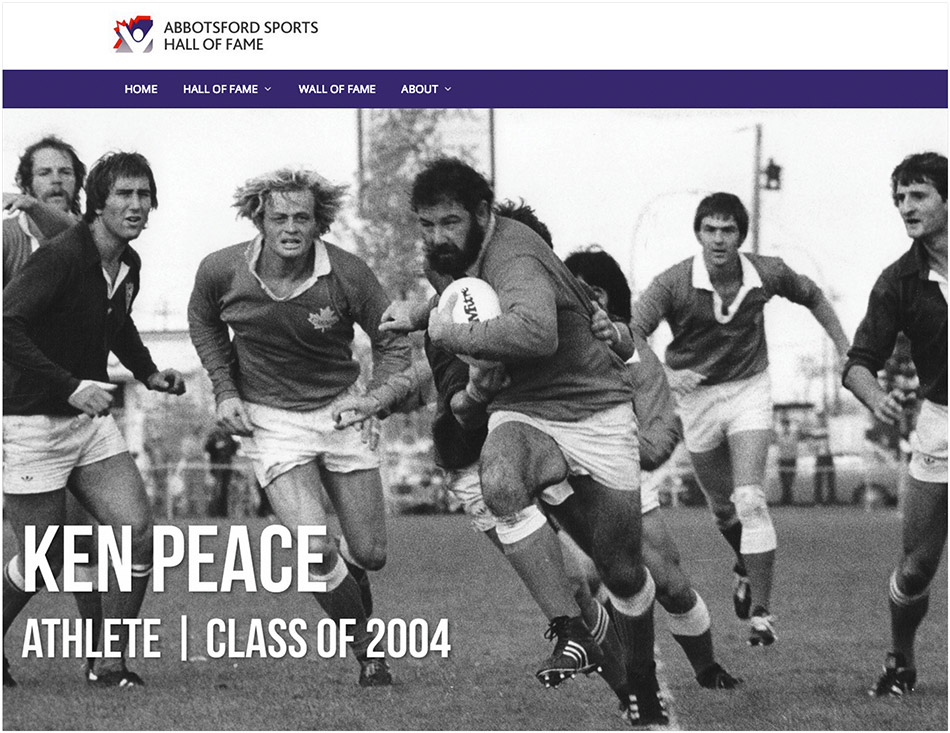 ABBOTSFORD SPORTS
HALL OF FAME
HOME HALL OF FAME WALL OF FAME ABOUT
KEN PEACE
ATHLETE | CLASS OF 2004